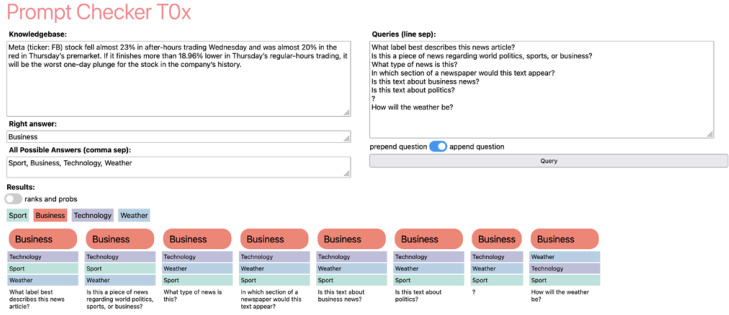 Prompt Checker T0x
Knowledgebase:
Meta (ticker: FB) stock fell almost 23% in after-hours trading Wednesday and was almost 20% in the
red in Thursday's premarket. If it finishes more than 18.96% lower in Thursday's regular-hours trading, it
will be the worst one-day plunge for the stock in the company's history.
Right answer:
Business
All Possible Answers (comma sep):
Sport, Business, Technology, Weather
Queries (line sep):
What label best describes this news article?
Is this a piece of news regarding world politics, sports, or business?
What type of news is this?
In which section of a newspaper would this text appear?
Is this text about business news?
Is this text about politics?
?
How will the weather be?
prepend question append question
Query
Results:
ranks and probs
Sport Business Technology Weather
Business Business Business Business Business Business Business Business
Technology Technology Technology Technology Technology Technology Technology Weather
Sport Sport Weather Weather Weather Weather Weather Technology
Weather Weather Sport Sport Sport Sport Sport Sport
What label best
describes this news
article?
Is this a piece of news
regarding world politics,
sports, or business?
What type of news is
this?
In which section of a
newspaper would this
text appear?
Is this text about
business news?
Is this text about
politics?
?
How will the weather
be?